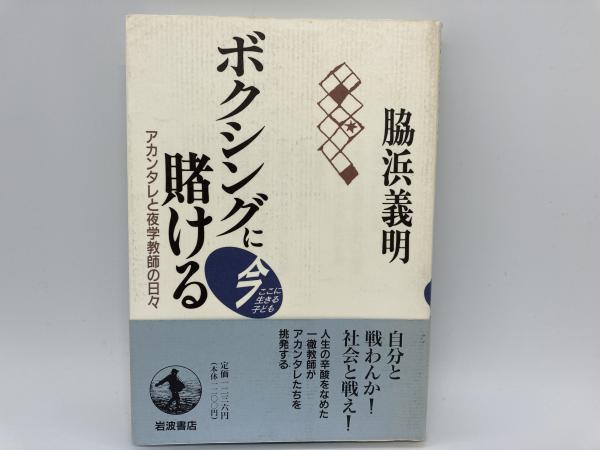 脇浜義明
ボクシングに
賭ける
アカンタレと夜学教師の日々
今
ここに
生きる
子ども
自分と
戦わんか!
社会と戦え!
人生の辛酸をなめた
一徹教師が
アカンタレたちを
挑発する
定価一二三六円
(本体一二〇〇円)
岩波書店